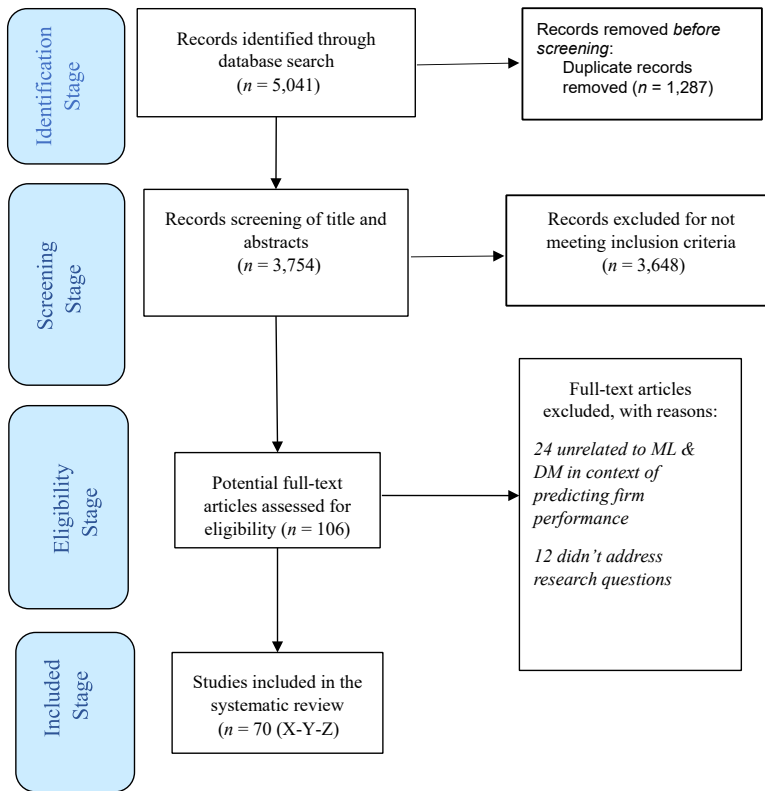 Identification
Stage
Records identified through
database search
(n = 5,041)
Records removed before
screening:
Duplicate records
removed (n = 1,287)
Screening
Stage
Records screening of title and
abstracts
(n = 3,754)
Records excluded for not
meeting inclusion criteria
(n = 3,648)
Eligibility
Stage
Potential full-text
articles assessed for
eligibility (n = 106)
Full-text articles
excluded, with reasons:
24 unrelated to ML &
DM in context of
predicting firm
performance
12 didn’t address
research questions
Included
Stage
Studies included in the
systematic review
(n = 70 (X-Y-Z)